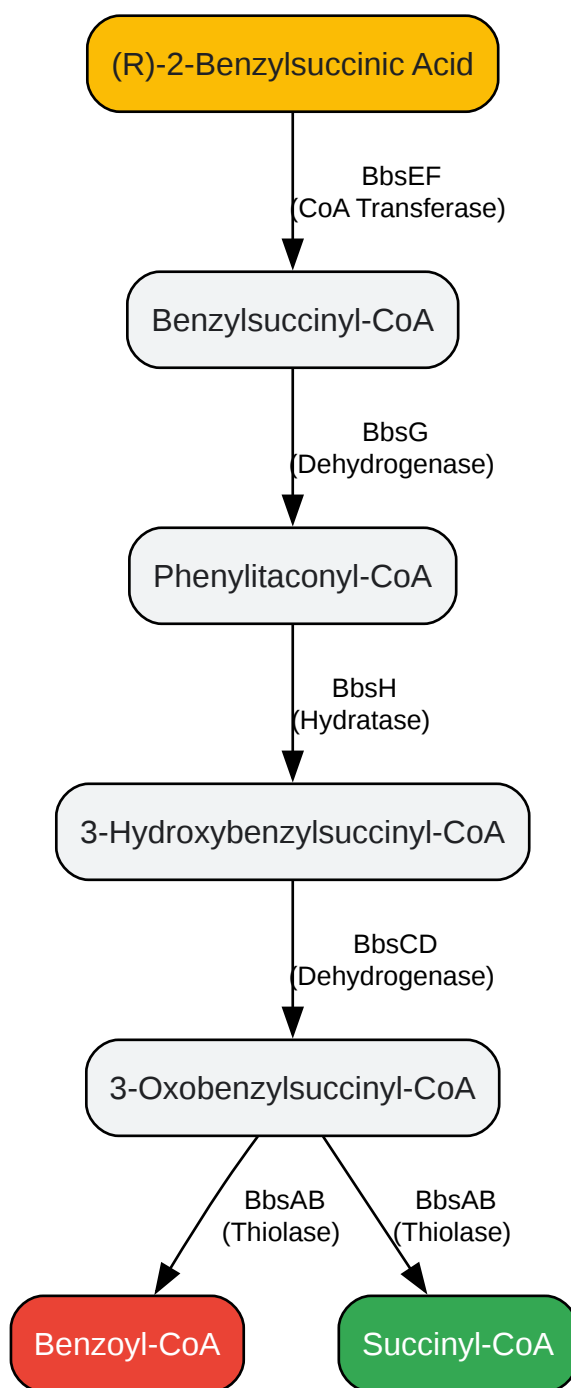 (R)-2-Benzylsuccinic Acid
BbsEF
(CoA Transferase)
Benzylsuccinyl-CoA
BbsG
(Dehydrogenase)
Phenylitaconyl-CoA
BbsH
(Hydratase)
3-Hydroxybenzylsuccinyl-CoA
BbsCD
(Dehydrogenase)
3-Oxobenzylsuccinyl-CoA
BbsAB
(Thiolase)
BbsAB
(Thiolase)
Benzoyl-CoA
Succinyl-CoA